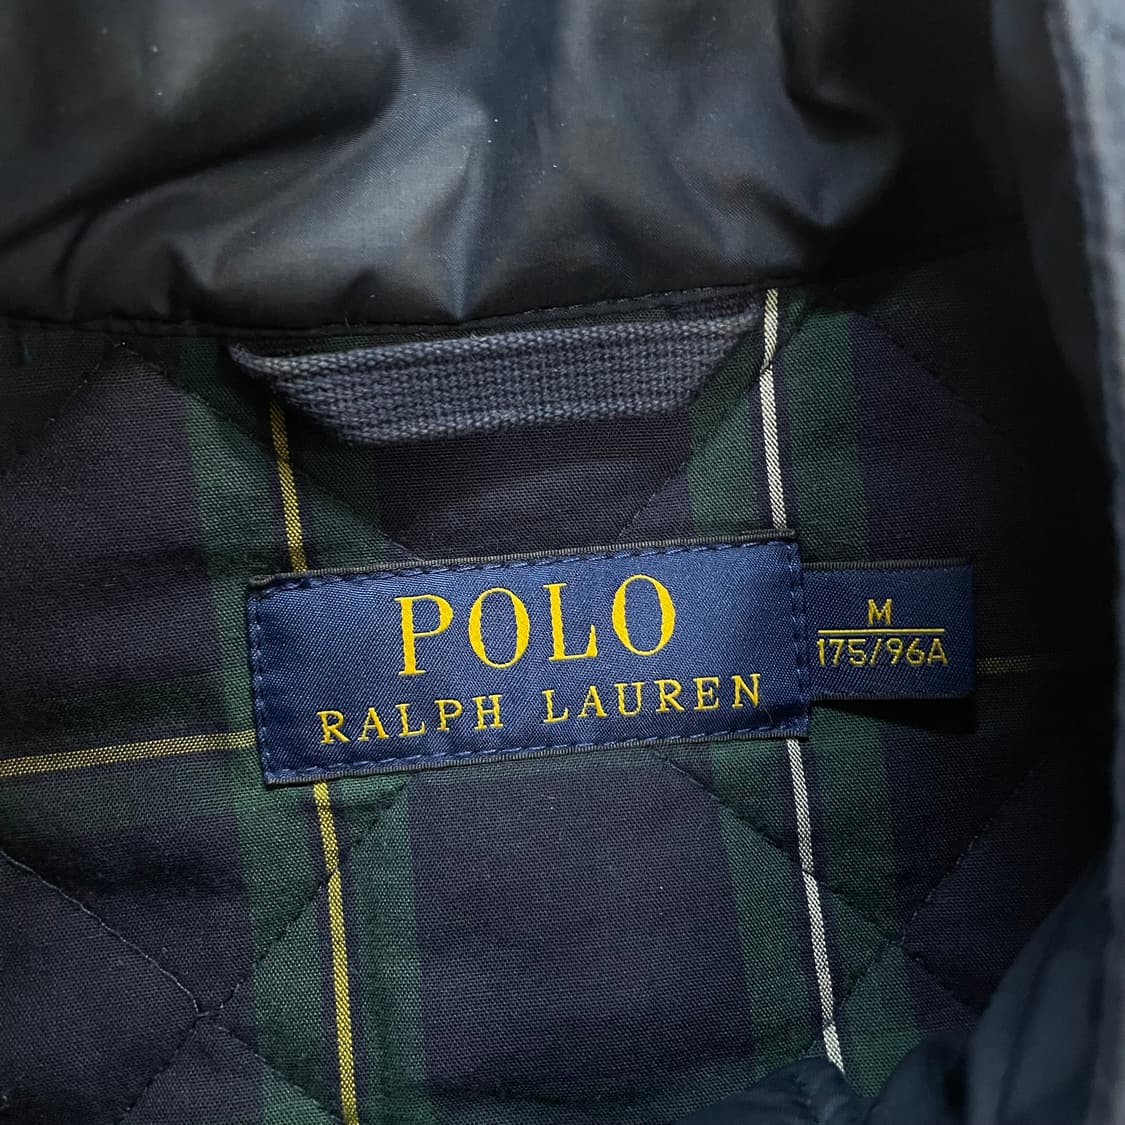 POLO
RALPH LAUREN
M
175/96A